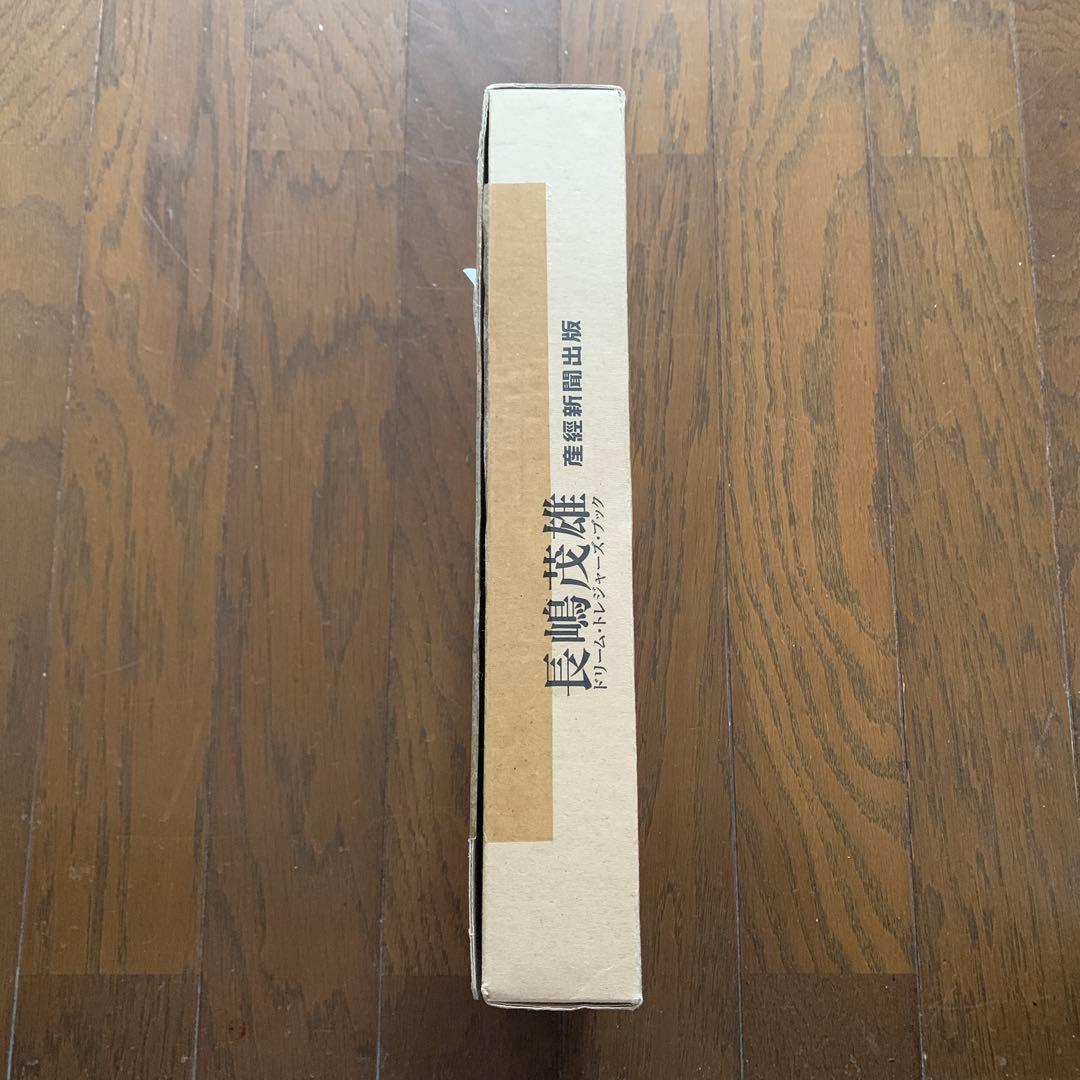 長嶋茂雄
ドリーム・トレジャーズ・ブック
産經新聞出版